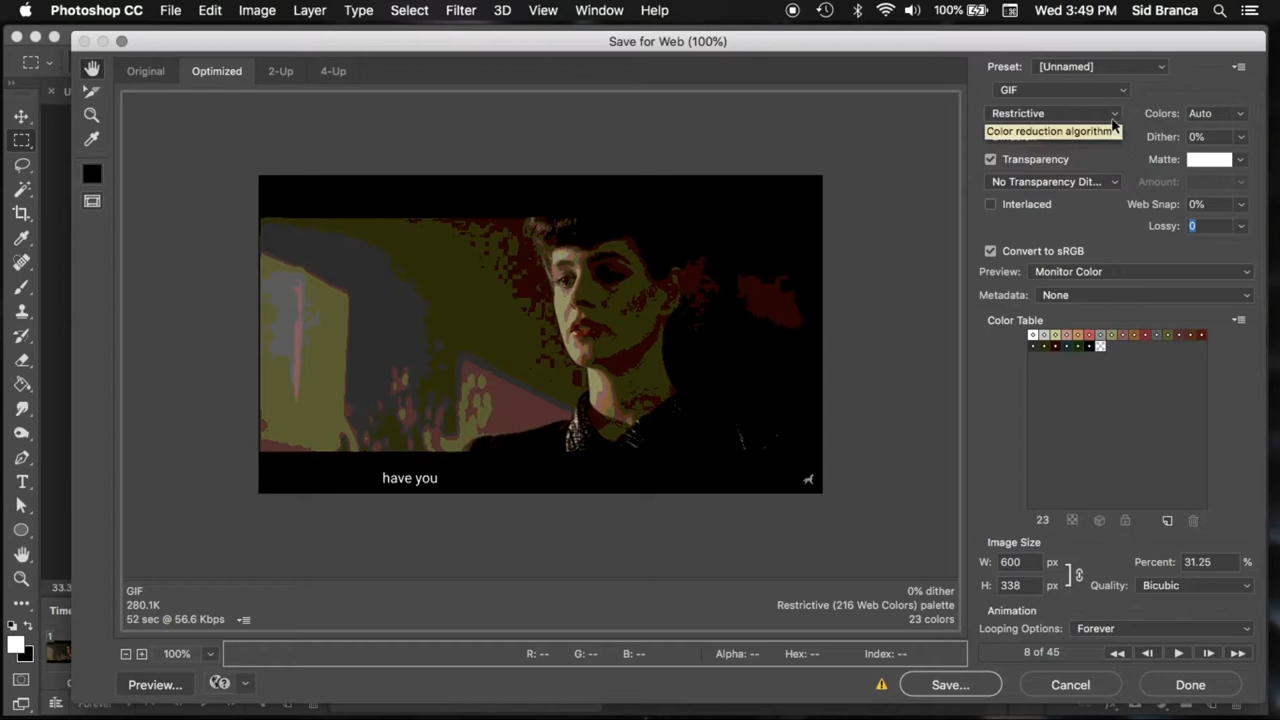 Photoshop CC File Edit Image Layer Type Select Filter 3D View Window Help 100% Wed 3:49 PM Sid Branca
Save for Web (100%)
Original Optimized 2-Up 4-Up
Preset: [Unnamed]
GIF
Restrictive Colors: Auto
Color reduction algorithm Dither: 0%
Transparency Matte:
No Transparency Dit... Amount:
Interlaced Web Snap: 0%
Lossy: 0
Convert to sRGB
Preview: Monitor Color
Metadata: None
Color Table
have you
23
Image Size
W: 600 px Percent: 31.25 %
H: 338 px Quality: Bicubic
GIF 0% dither
280.1K Restrictive (216 Web Colors) palette
52 sec @ 56.6 Kbps 23 colors
Animation
Looping Options: Forever
33.3
Time
1
100% R: -- G: -- B: -- Alpha: -- Hex: -- Index: -- 8 of 45
Preview... Save... Cancel Done
Forever